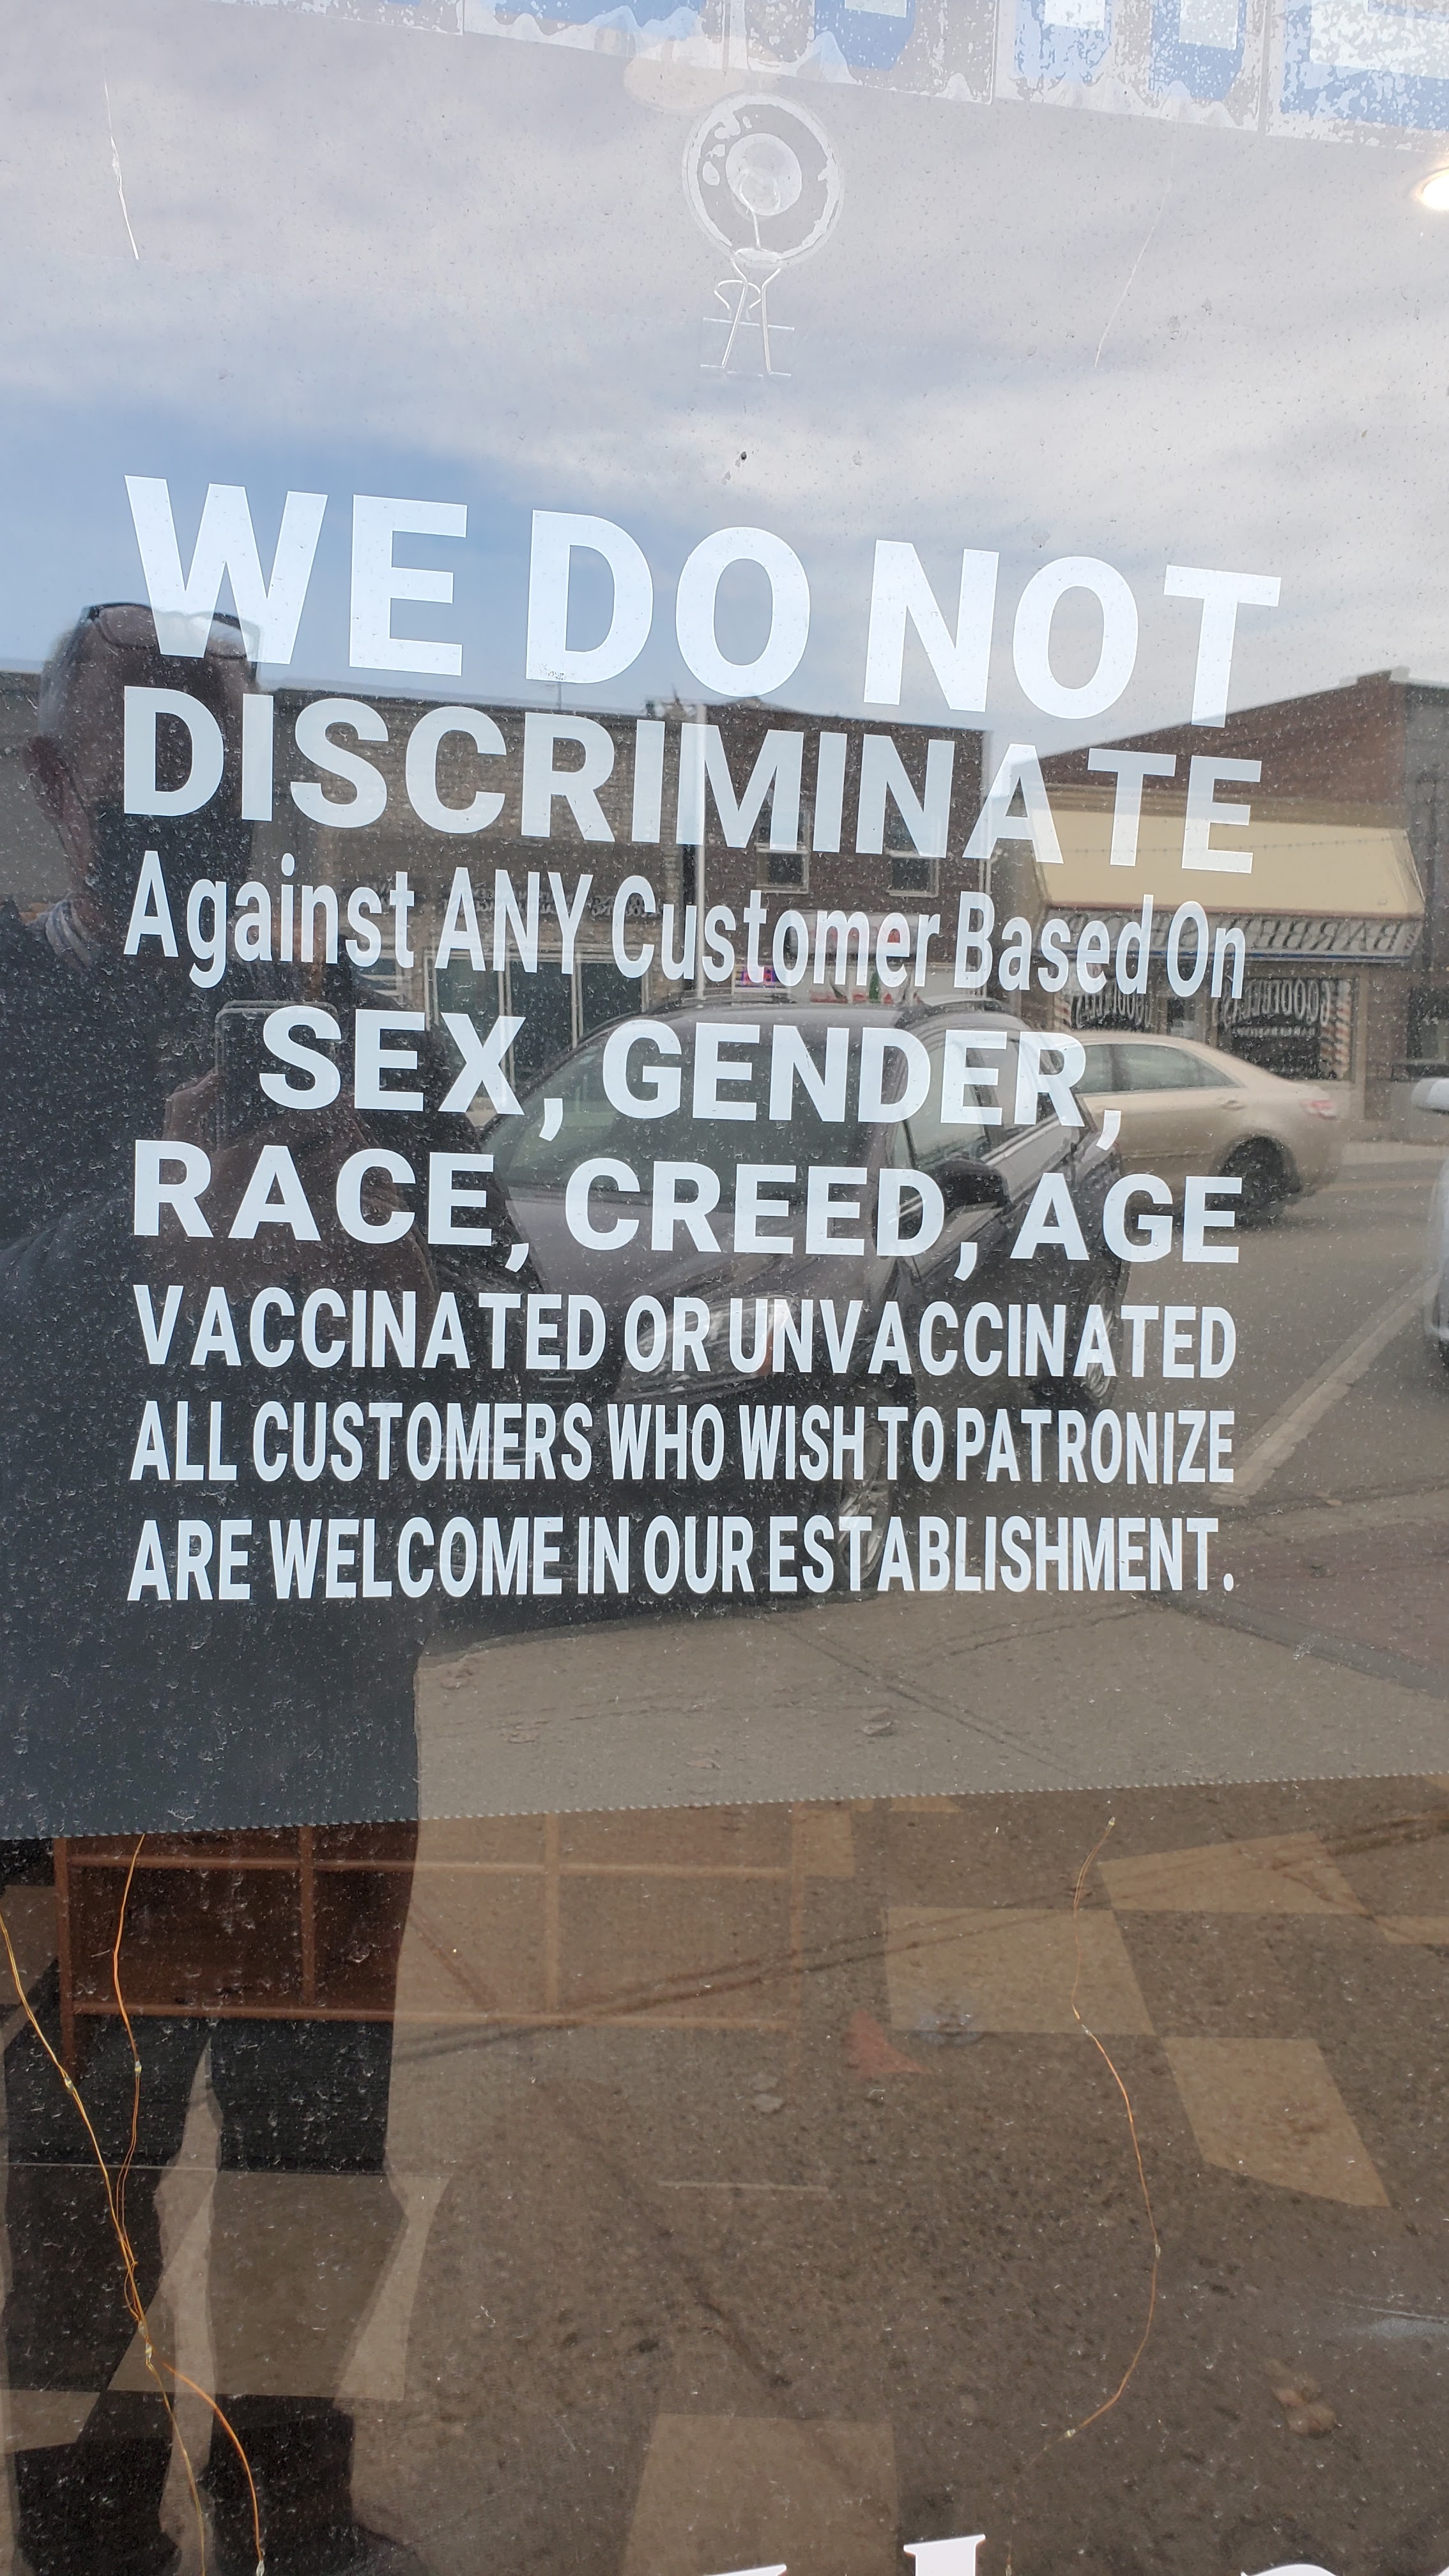 WE DO NOT
DISCRIMINATE
Against ANY Customer Based On
SEX, GENDER,
RACE, CREED, AGE
VACCINATED OR UNVACCINATED
ALL CUSTOMERS WHO WISH TO PATRONIZE
ARE WELCOME IN OUR ESTABLISHMENT.